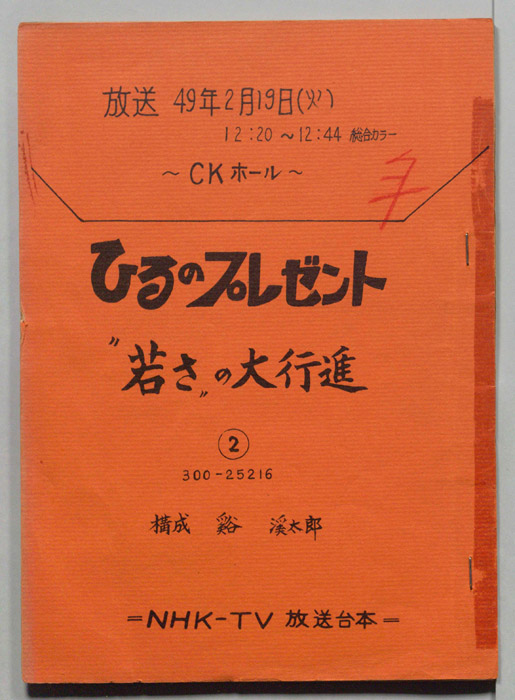 放送 49年2月19日(火)
12:20～12:44 総合カラー
～CKホール～
ひるのプレゼント
〝若さ〟の大行進
②
300-25216
構成 谿 溪太郎
=NHK-TV 放送台本=